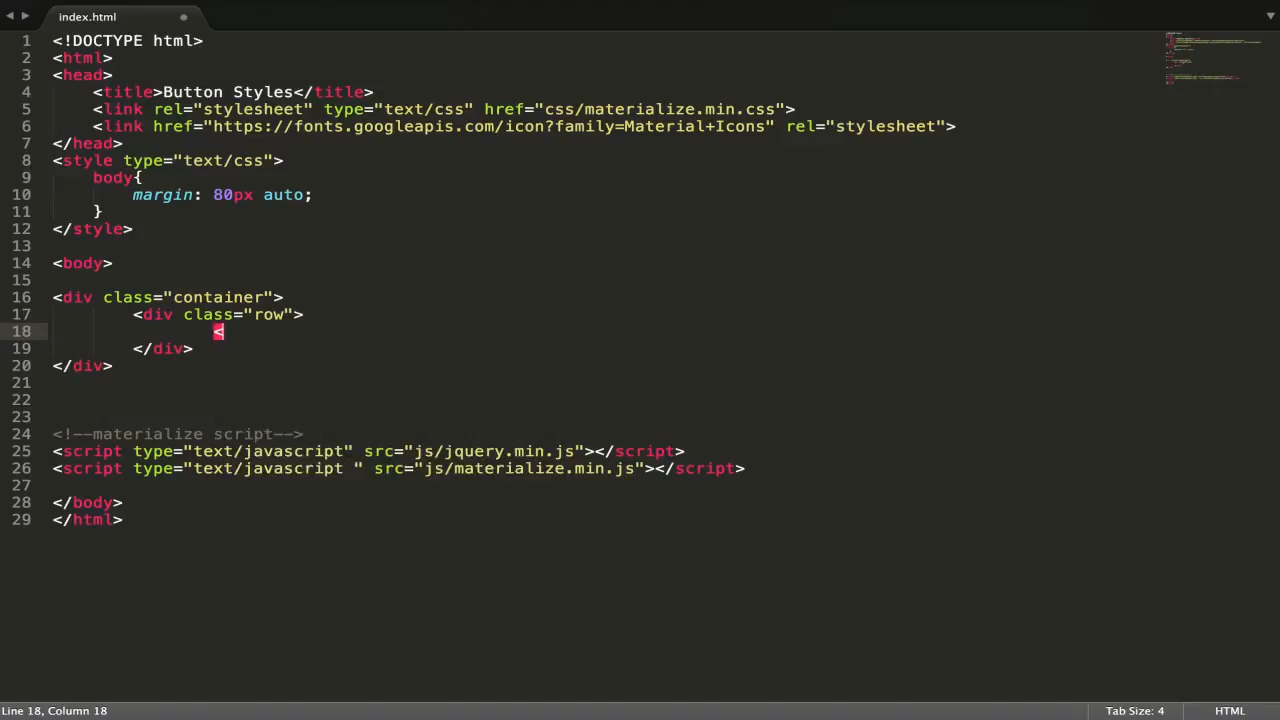 index.html
1 <!DOCTYPE html>
2 <html>
3 <head>
4 <title>Button Styles</title>
5 <link rel="stylesheet" type="text/css" href="css/materialize.min.css">
6 <link href="https://fonts.googleapis.com/icon?family=Material+Icons" rel="stylesheet">
7 </head>
8 <style type="text/css">
9 body{
10 margin: 80px auto;
11 }
12 </style>
13
14 <body>
15
16 <div class="container">
17 <div class="row">
18 <
19 </div>
20 </div>
21
22
23
24 <!--materialize script-->
25 <script type="text/javascript" src="js/jquery.min.js"></script>
26 <script type="text/javascript " src="js/materialize.min.js"></script>
27
28 </body>
29 </html>
Line 18, Column 18
Tab Size: 4
HTML